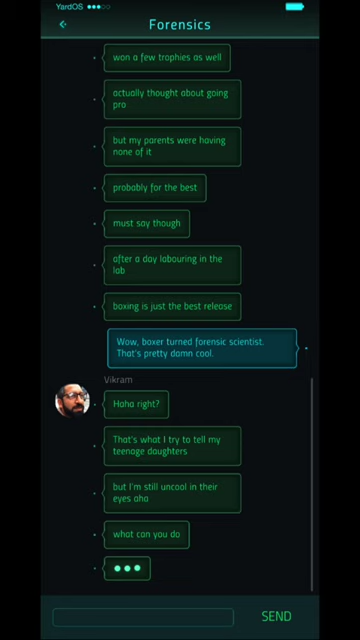 YardOS
Forensics
won a few trophies as well
actually thought about going
pro
but my parents were having
none of it
probably for the best
must say though
after a day labouring in the
lab
boxing is just the best release
Wow, boxer turned forensic scientist.
That's pretty damn cool.
Vikram
Haha right?
That's what I try to tell my
teenage daughters
but I'm still uncool in their
eyes aha
what can you do
SEND